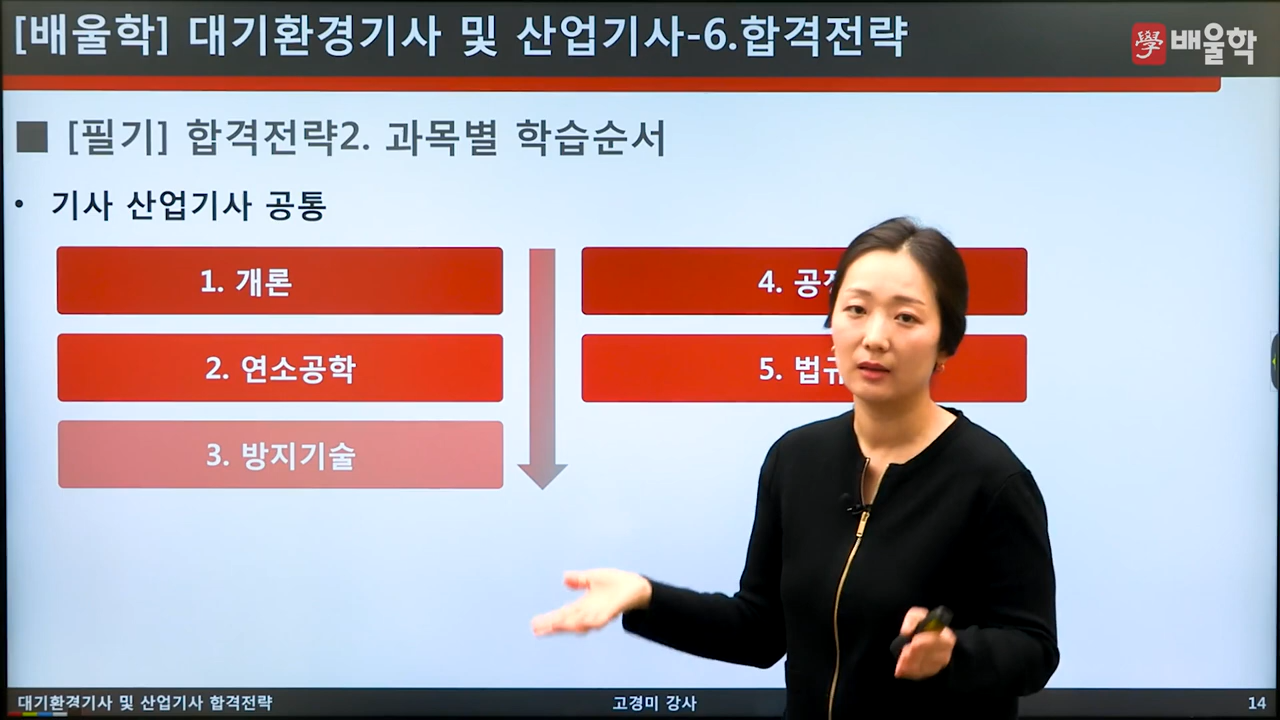 [배울학] 대기환경기사 및 산업기사-6.합격전략
學 배울학
■ [필기] 합격전략2. 과목별 학습순서
• 기사 산업기사 공통
1. 개론
2. 연소공학
3. 방지기술
4.
5. 법규
대기환경기사 및 산업기사 합격전략
고경미 강사
14